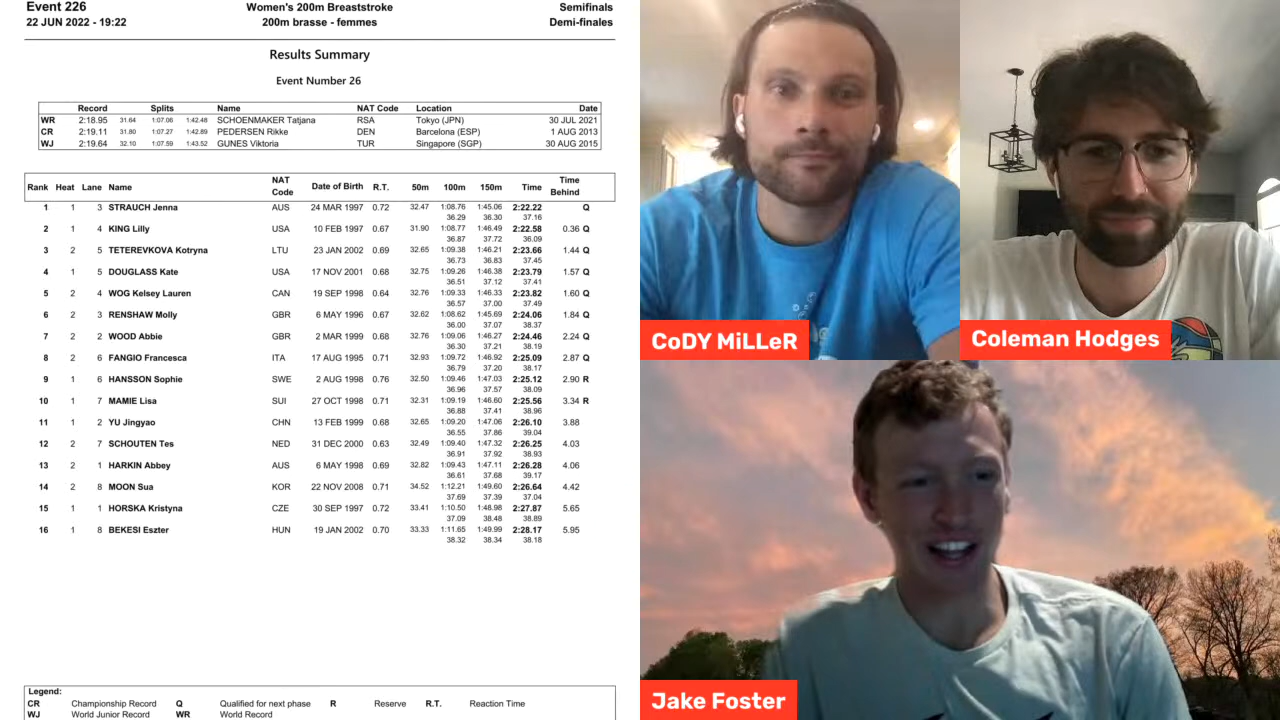 Event 226 Women's 200m Breaststroke Semifinals
22 JUN 2022 - 19:22 200m brasse - femmes Demi-finales
Results Summary
Event Number 26
Record Splits Name NAT Code Location Date
WR 2:18.95 31.64 1:07.06 1:42.48 SCHOENMAKER Tatjana RSA Tokyo (JPN) 30 JUL 2021
CR 2:19.11 31.80 1:07.27 1:42.89 PEDERSEN Rikke DEN Barcelona (ESP) 1 AUG 2013
WJ 2:19.64 32.10 1:07.59 1:43.52 GUNES Viktoria TUR Singapore (SGP) 30 AUG 2015
Rank Heat Lane Name NAT Code Date of Birth R.T. 50m 100m 150m Time Time Behind
1 1 3 STRAUCH Jenna AUS 24 MAR 1997 0.72 32.47 1:08.76 1:45.06 2:22.22 Q
36.29 36.30 37.16
2 1 4 KING Lilly USA 10 FEB 1997 0.67 31.90 1:08.77 1:46.49 2:22.58 0.36 Q
36.87 37.72 36.09
3 2 5 TETEREVKOVA Kotryna LTU 23 JAN 2002 0.69 32.65 1:09.38 1:46.21 2:23.66 1.44 Q
36.73 36.83 37.45
4 1 5 DOUGLASS Kate USA 17 NOV 2001 0.68 32.75 1:09.26 1:46.38 2:23.79 1.57 Q
36.51 37.12 37.41
5 2 4 WOG Kelsey Lauren CAN 19 SEP 1998 0.64 32.76 1:09.33 1:46.33 2:23.82 1.60 Q
36.57 37.00 37.49
6 2 3 RENSHAW Molly GBR 6 MAY 1996 0.67 32.62 1:08.62 1:45.69 2:24.06 1.84 Q
36.00 37.07 38.37
7 2 2 WOOD Abbie GBR 2 MAR 1999 0.68 32.76 1:09.06 1:46.27 2:24.46 2.24 Q
36.30 37.21 38.19
8 2 6 FANGIO Francesca ITA 17 AUG 1995 0.71 32.93 1:09.72 1:46.92 2:25.09 2.87 Q
36.79 37.20 38.17
9 1 6 HANSSON Sophie SWE 2 AUG 1998 0.76 32.50 1:09.46 1:47.03 2:25.12 2.90 R
36.96 37.57 38.09
10 1 7 MAMIE Lisa SUI 27 OCT 1998 0.71 32.31 1:09.19 1:46.60 2:25.56 3.34 R
36.88 37.41 38.96
11 1 2 YU Jingyao CHN 13 FEB 1999 0.68 32.65 1:09.20 1:47.06 2:26.10 3.88
36.55 37.86 39.04
12 2 7 SCHOUTEN Tes NED 31 DEC 2000 0.63 32.49 1:09.40 1:47.32 2:26.25 4.03
36.91 37.92 38.93
13 2 1 HARKIN Abbey AUS 6 MAY 1998 0.69 32.82 1:09.43 1:47.11 2:26.28 4.06
36.61 37.68 39.17
14 2 8 MOON Sua KOR 22 NOV 2008 0.71 34.52 1:12.21 1:49.60 2:26.64 4.42
37.69 37.39 37.04
15 1 1 HORSKA Kristyna CZE 30 SEP 1997 0.72 33.41 1:10.50 1:48.98 2:27.87 5.65
37.09 38.48 38.89
16 1 8 BEKESI Eszter HUN 19 JAN 2002 0.70 33.33 1:11.65 1:49.99 2:28.17 5.95
38.32 38.34 38.18
Legend:
CR Championship Record Q Qualified for next phase R Reserve R.T. Reaction Time
WJ World Junior Record WR World Record
CoDY MiLLeR
Coleman Hodges
Jake Foster